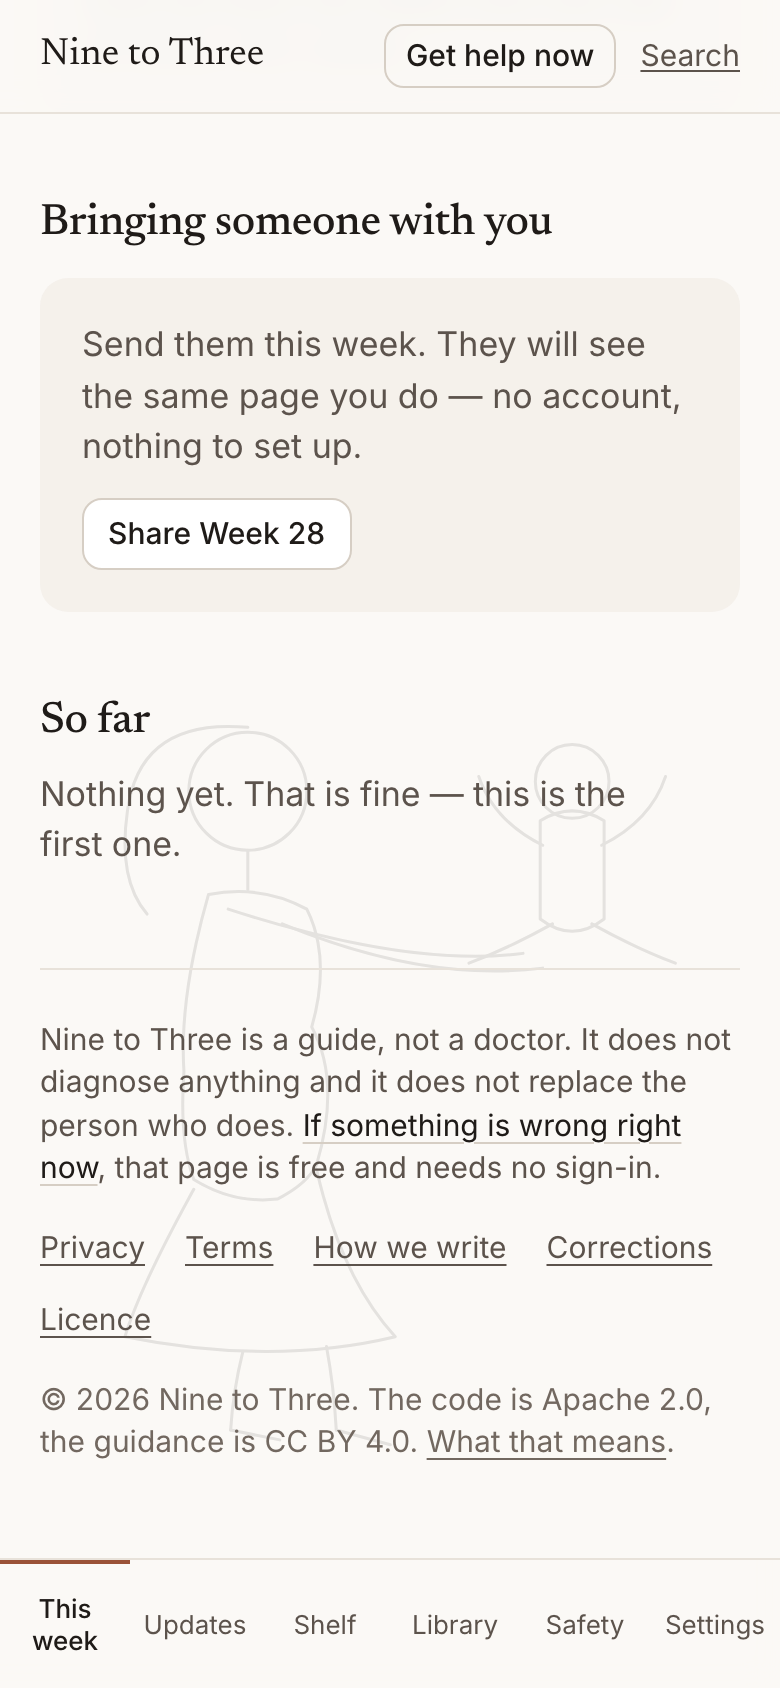 Nine to Three
Get help now
Search
Bringing someone with you
Send them this week. They will see
the same page you do — no account,
nothing to set up.
Share Week 28
So far
Nothing yet. That is fine — this is the
first one.
Nine to Three is a guide, not a doctor. It does not
diagnose anything and it does not replace the
person who does. If something is wrong right
now, that page is free and needs no sign-in.
Privacy Terms How we write Corrections
Licence
© 2026 Nine to Three. The code is Apache 2.0,
the guidance is CC BY 4.0. What that means.
This
week
Updates
Shelf
Library
Safety
Settings